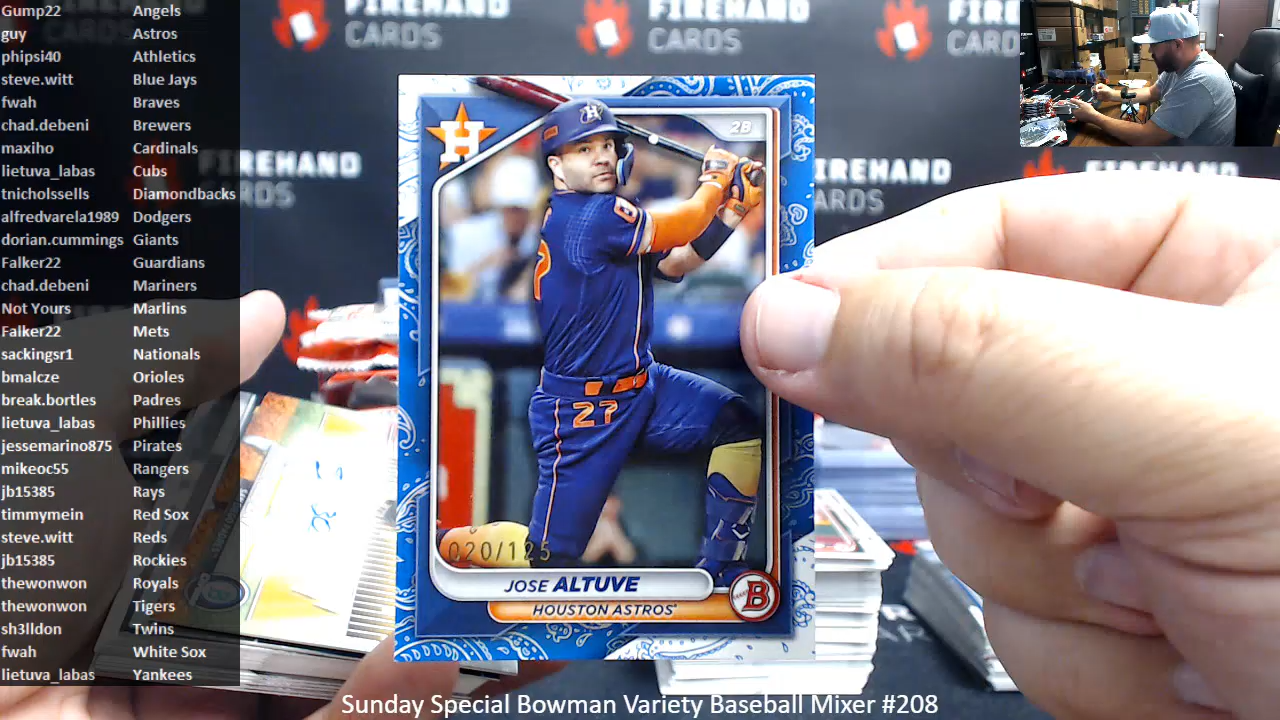 Gump22 Angels
guy Astros
phipsi40 Athletics
steve.witt Blue Jays
fwah Braves
chad.debeni Brewers
maxiho Cardinals
lietuva_labas Cubs
tnicholssells Diamondbacks
alfredvarela1989 Dodgers
dorian.cummings Giants
Falker22 Guardians
chad.debeni Mariners
Not Yours Marlins
Falker22 Mets
sackingsr1 Nationals
bmalcze Orioles
break.bortles Padres
lietuva_labas Phillies
jessemarino875 Pirates
mikeoc55 Rangers
jb15385 Rays
timmymein Red Sox
steve.witt Reds
jb15385 Rockies
thewonwon Royals
thewonwon Tigers
sh3lldon Twins
fwah White Sox
lietuva_labas Yankees
FIREHAND
CARDS
FIREHAND
CARDS
FIREHAND
CARDS
FIREHAND
CARDS
H
2B
27
020/125
JOSE ALTUVE
HOUSTON ASTROS
B
Sunday Special Bowman Variety Baseball Mixer #208